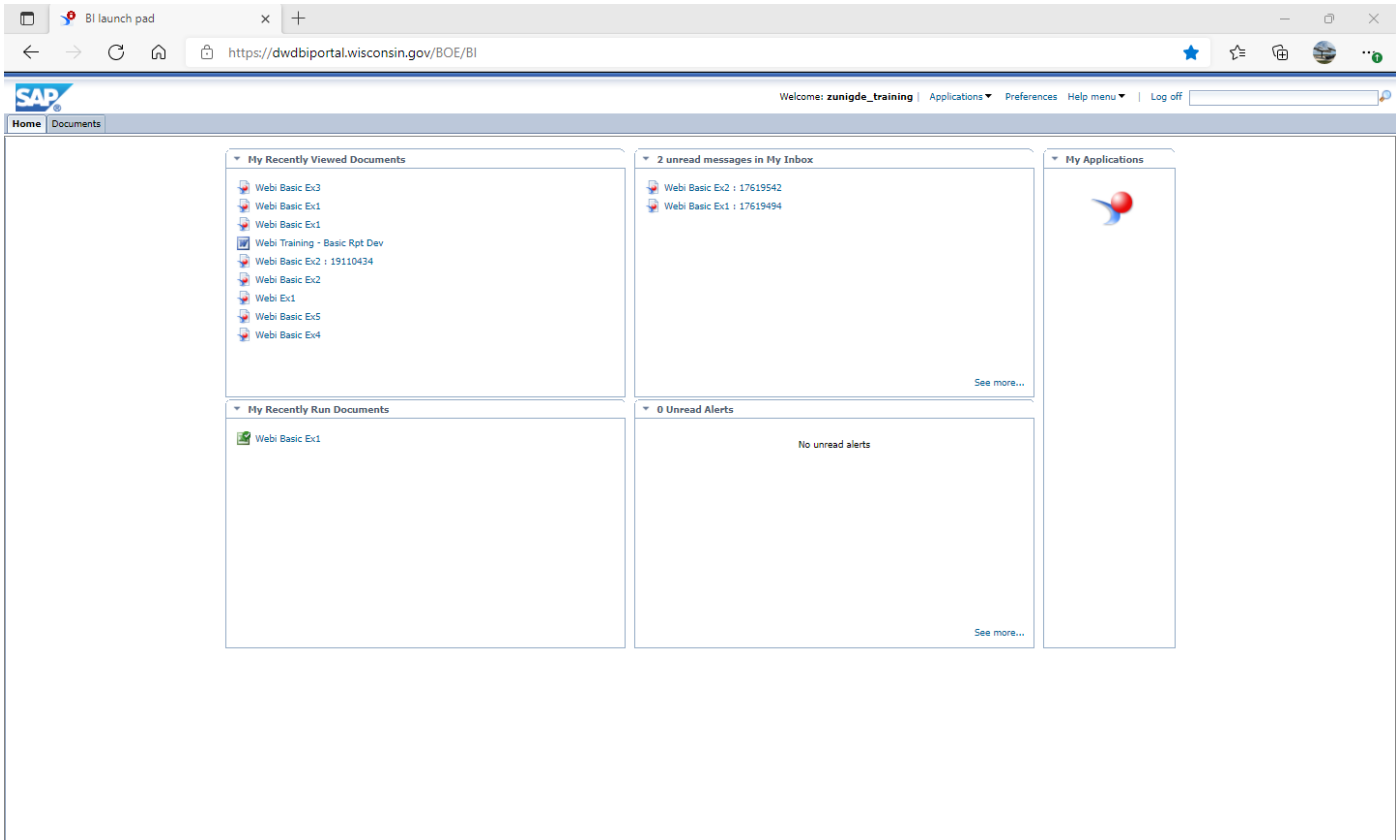 BI launch pad
https://dwdbiportal.wisconsin.gov/BOE/BI
SAP
Welcome: zunigde_training | Applications Preferences Help menu | Log off
Home Documents
My Recently Viewed Documents
Webi Basic Ex3
Webi Basic Ex1
Webi Basic Ex1
Webi Training - Basic Rpt Dev
Webi Basic Ex2 : 19110434
Webi Basic Ex2
Webi Ex1
Webi Basic Ex5
Webi Basic Ex4
2 unread messages in My Inbox
Webi Basic Ex2 : 17619542
Webi Basic Ex1 : 17619494
See more...
My Applications
My Recently Run Documents
Webi Basic Ex1
0 Unread Alerts
No unread alerts
See more...